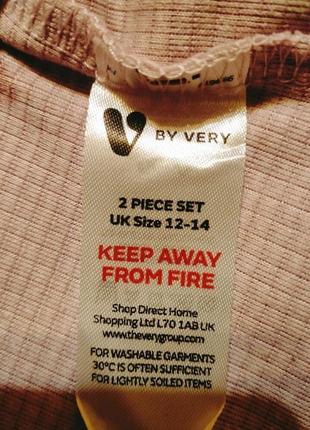 V BY VERY
2 PIECE SET
UK Size 12-14
KEEP AWAY
FROM FIRE
Shop Direct Home
Shopping Ltd L70 1AB UK
www.theverygroup.com
FOR WASHABLE GARMENTS
30°C IS OFTEN SUFFICIENT
FOR LIGHTLY SOILED ITEMS